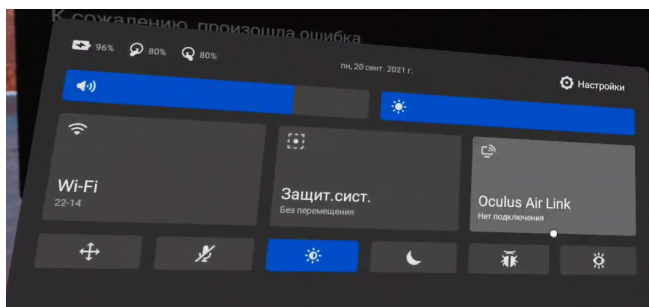 К сожалению, произошла ошибка
96% 80% 80%
пн, 20 сент. 2021 г.
Настройки
Wi-Fi
22-14
Защит.сист.
Без перемещения
Oculus Air Link
Нет подключения